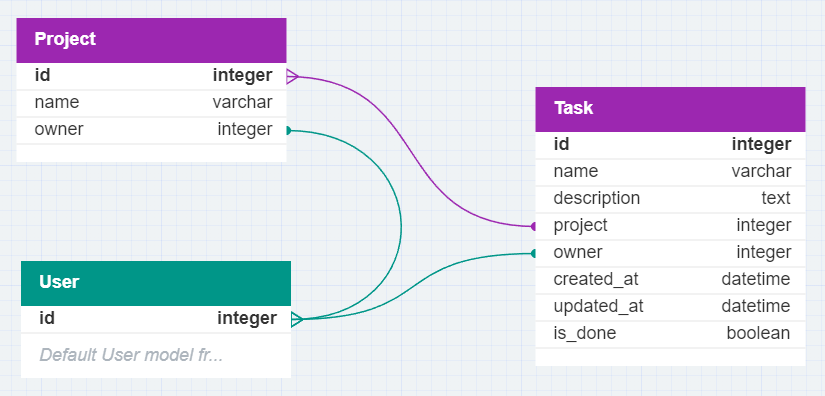 Project
id integer
name varchar
owner integer
Task
id integer
name varchar
description text
project integer
owner integer
created_at datetime
updated_at datetime
is_done boolean
User
id integer
Default User model fr...